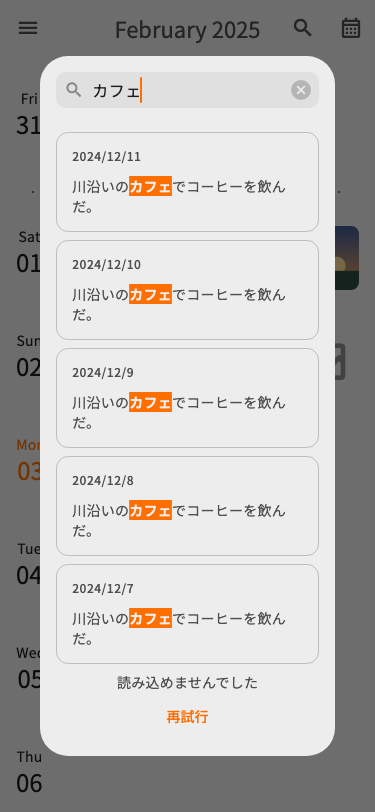 February 2025
カフェ
2024/12/11
川沿いのカフェでコーヒーを飲ん
だ。
2024/12/10
川沿いのカフェでコーヒーを飲ん
だ。
2024/12/9
川沿いのカフェでコーヒーを飲ん
だ。
2024/12/8
川沿いのカフェでコーヒーを飲ん
だ。
2024/12/7
川沿いのカフェでコーヒーを飲ん
だ。
読み込めませんでした
再試行
Fri
31
Sat
01
Sun
02
Mon
03
Tue
04
Wed
05
Thu
06